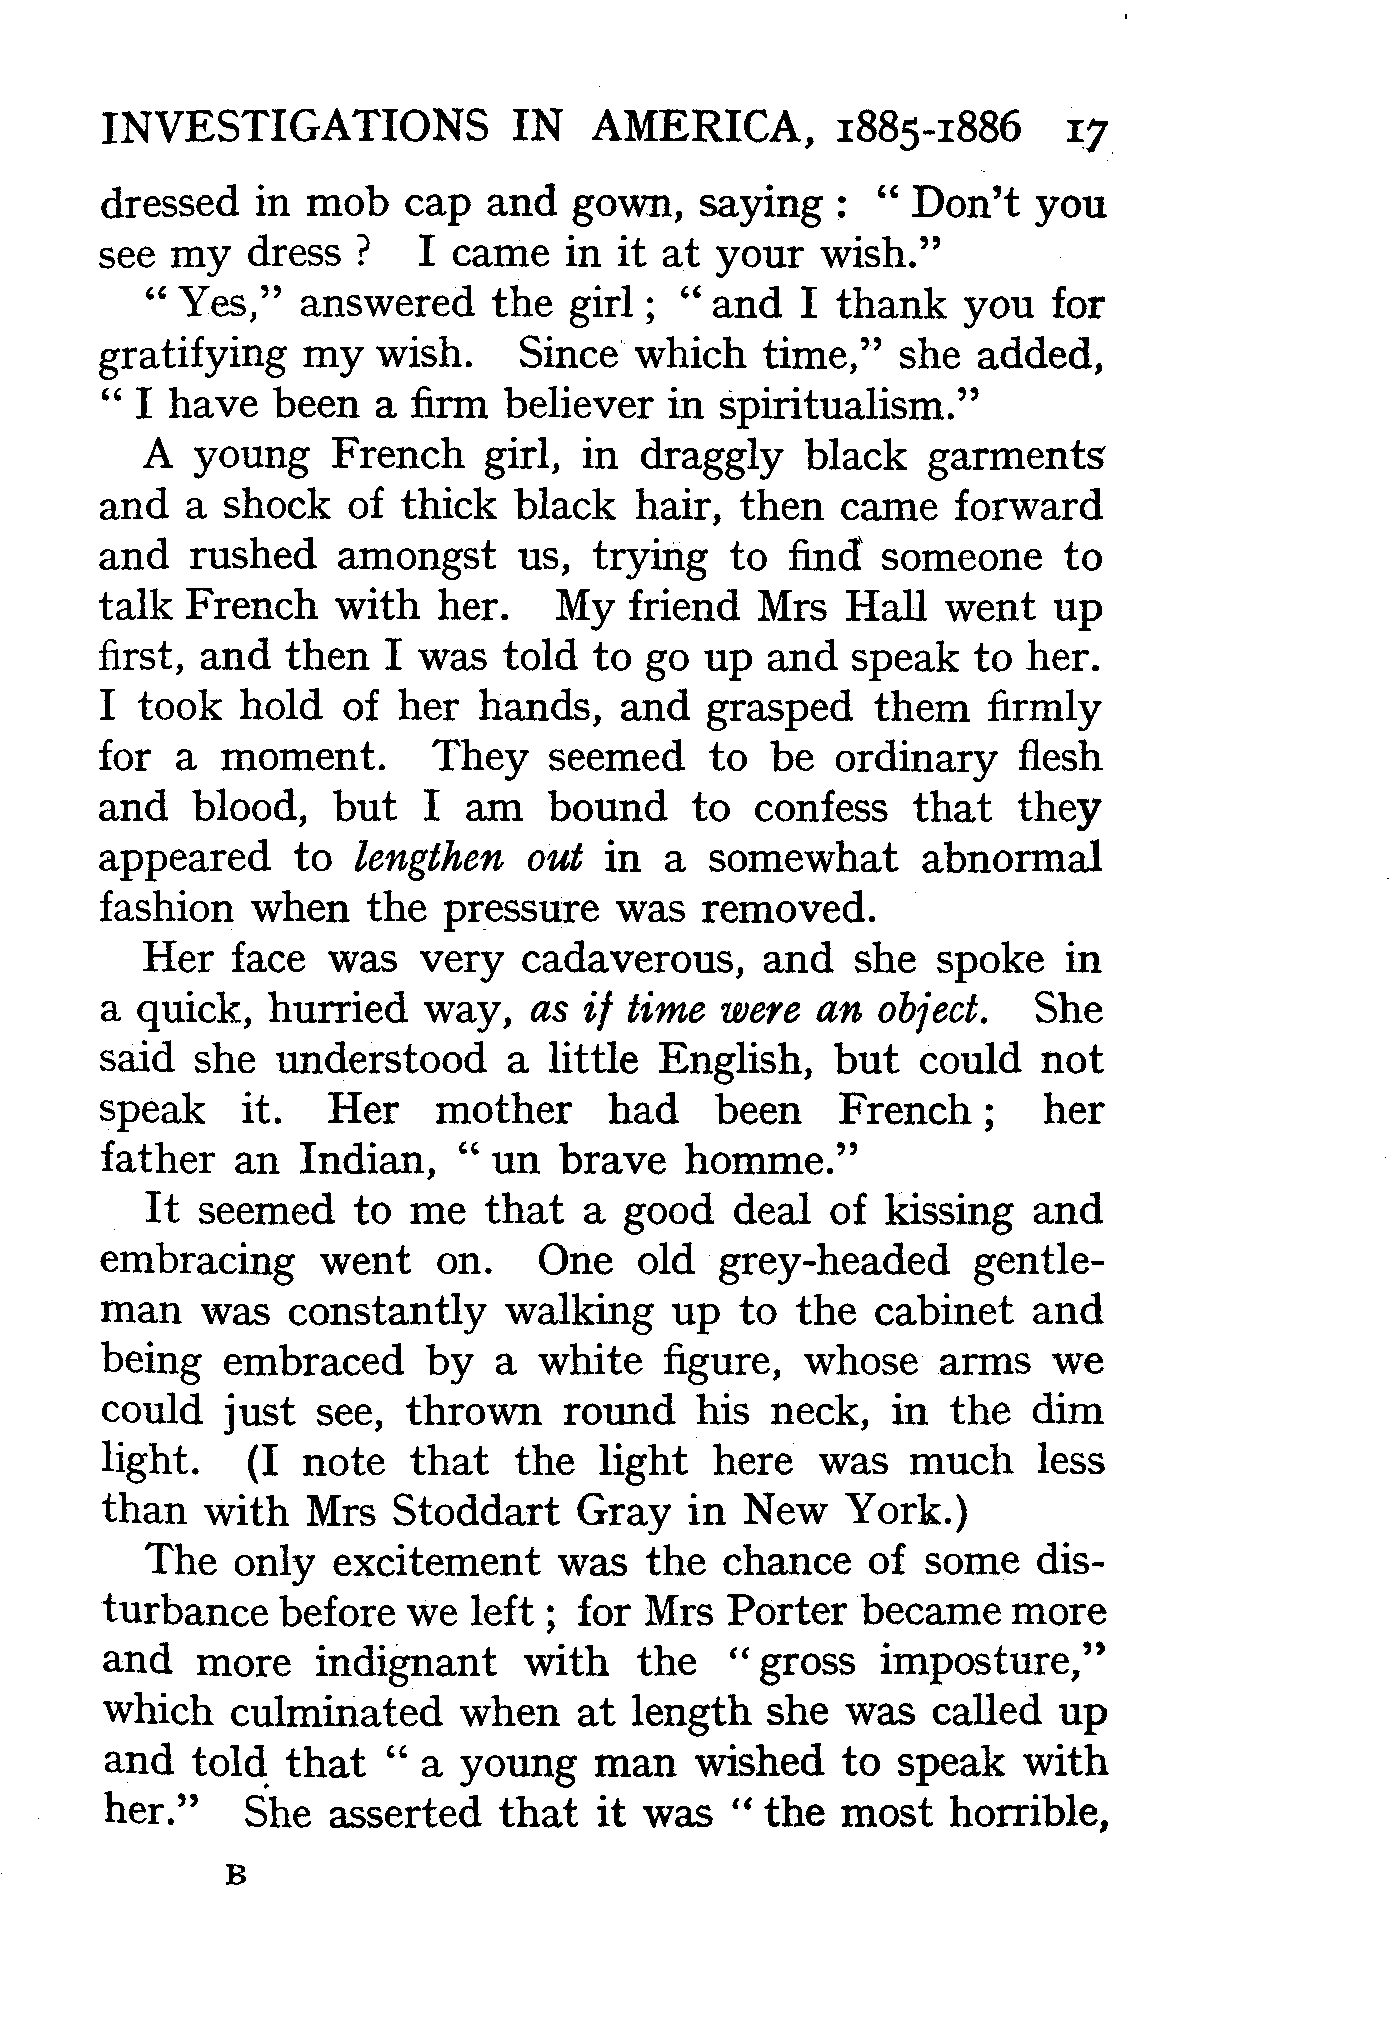 INVESTIGATIONS IN AMERICA, 1885-1886 17
dressed in mob cap and gown, saying : “ Don't you
see my dress ? I came in it at your wish.”
“ Yes,” answered the girl ; “ and I thank you for
gratifying my wish. Since which time,” she added,
“ I have been a firm believer in spiritualism.”
A young French girl, in draggly black garments
and a shock of thick black hair, then came forward
and rushed amongst us, trying to find someone to
talk French with her. My friend Mrs Hall went up
first, and then I was told to go up and speak to her.
I took hold of her hands, and grasped them firmly
for a moment. They seemed to be ordinary flesh
and blood, but I am bound to confess that they
appeared to lengthen out in a somewhat abnormal
fashion when the pressure was removed.
Her face was very cadaverous, and she spoke in
a quick, hurried way, as if time were an object. She
said she understood a little English, but could not
speak it. Her mother had been French ; her
father an Indian, “ un brave homme.”
It seemed to me that a good deal of kissing and
embracing went on. One old grey-headed gentle-
man was constantly walking up to the cabinet and
being embraced by a white figure, whose arms we
could just see, thrown round his neck, in the dim
light. (I note that the light here was much less
than with Mrs Stoddart Gray in New York.)
The only excitement was the chance of some dis-
turbance before we left ; for Mrs Porter became more
and more indignant with the “ gross imposture,”
which culminated when at length she was called up
and told that “ a young man wished to speak with
her.” She asserted that it was “ the most horrible,
B